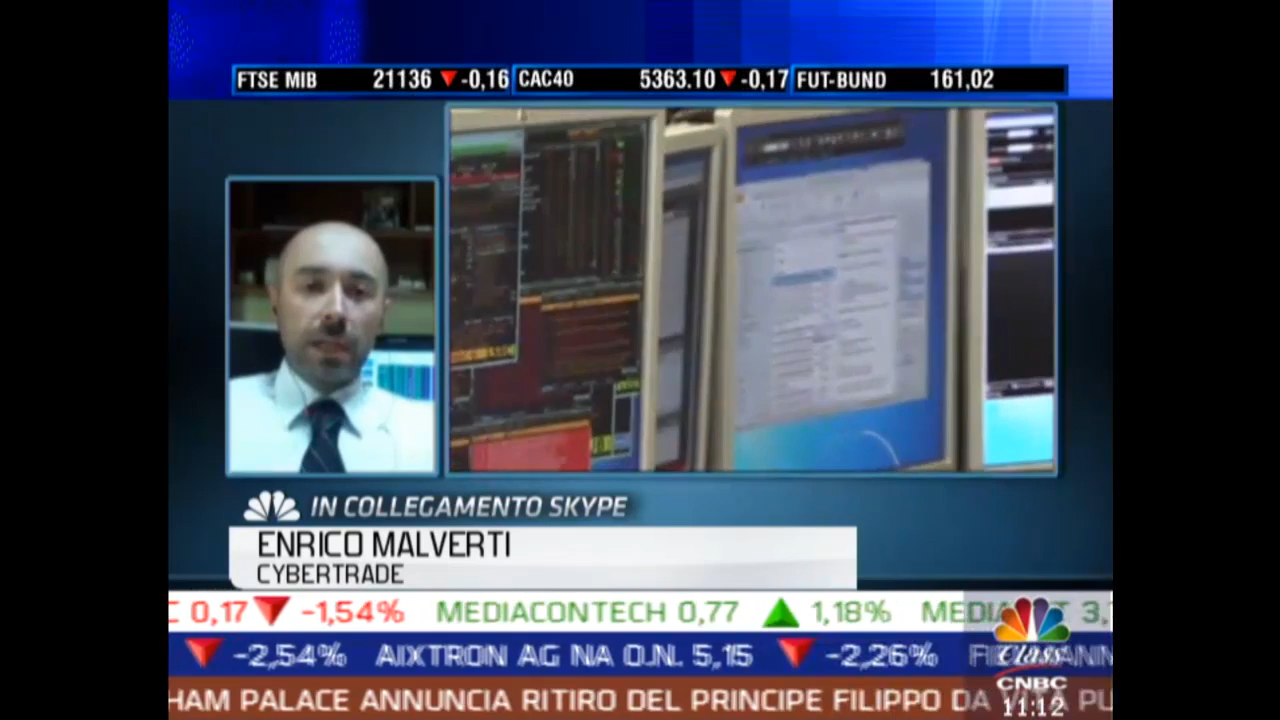 FTSE MIB 21136 -0,16 CAC40 5363.10 -0,17 FUT-BUND 161,02
IN COLLEGAMENTO SKYPE
ENRICO MALVERTI
CYBERTRADE
0,17 -1,54% MEDIACONTECH 0,77 1,18%
-2,54% AIXTRON AG NA O.N. 5,15 -2,26%
HAM PALACE ANNUNCIA RITIRO DEL PRINCIPE FILIPPO DA
Class
CNBC
11:12